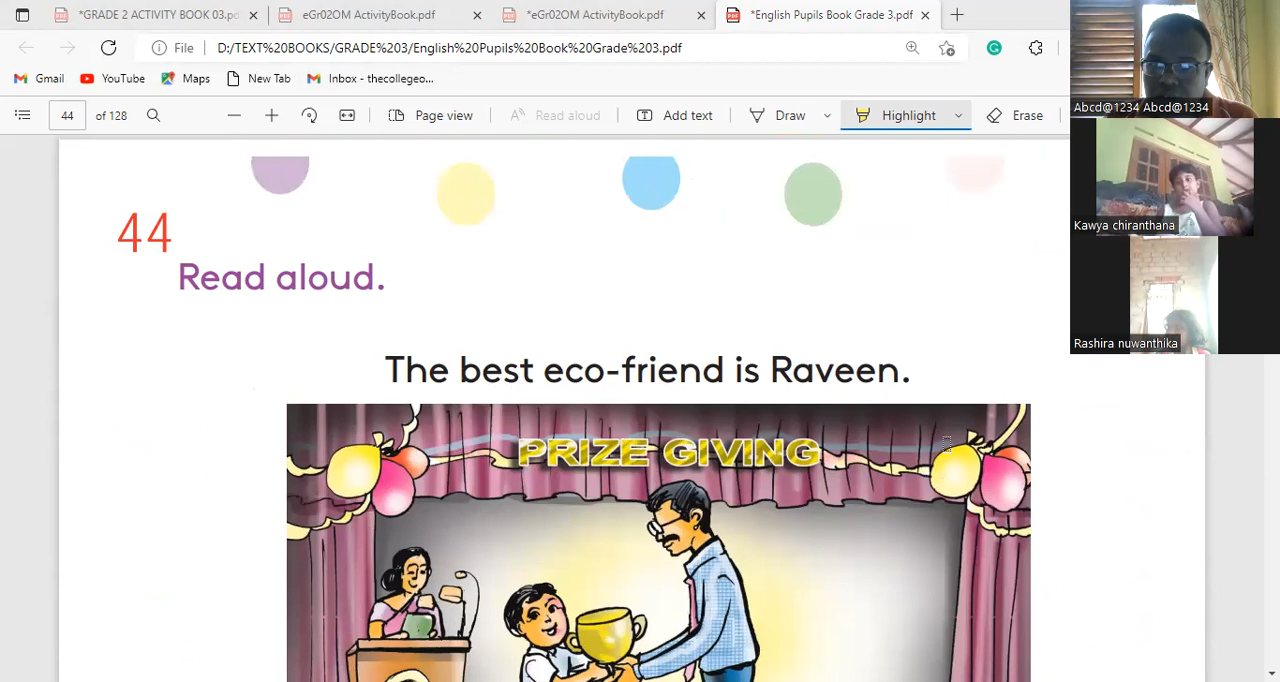 *GRADE 2 ACTIVITY BOOK 03.pd
eGr02OM ActivityBook.pdf
*eGr02OM ActivityBook.pdf
*English Pupils Book Grade 3.pdf
File
D:/TAXT%20BOOKS/GRADE%203/English%20Pupils%20Book%20Grade%203.pdf
Gmail
YouTube
Maps
New Tab
Inbox - thecollegeo...
44
of 128
Page view
Read aloud
Add text
Draw
Highlight
Erase
Abcd@1234 Abcd@1234
Kawya chiranthana
Rashira nuwanthika
44
Read aloud.
The best eco-friend is Raveen.
PRIZE GIVING